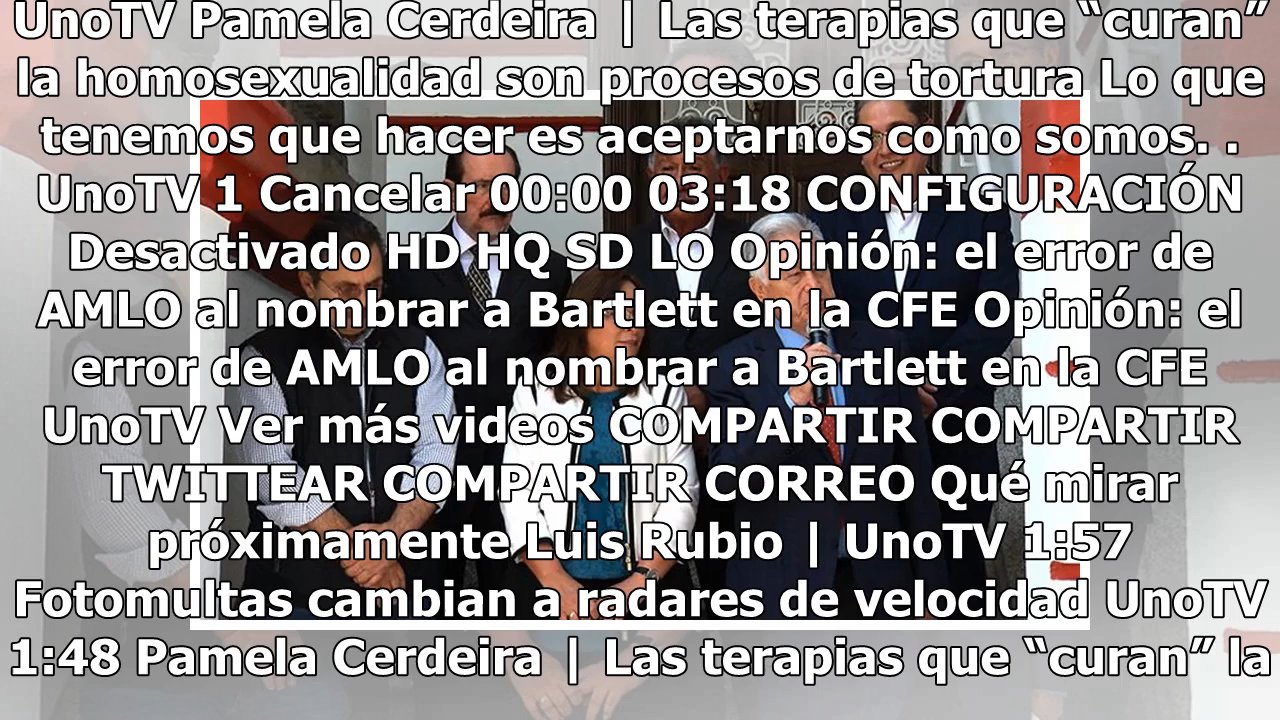 UnoTV Pamela Cerdeira | Las terapias que “curan”
la homosexualidad son procesos de tortura Lo que
tenemos que hacer es aceptarnos como somos. .
UnoTV 1 Cancelar 00:00 03:18 CONFIGURACIÓN
Desactivado HD HQ SD LO Opinión: el error de
AMLO al nombrar a Bartlett en la CFE Opinión: el
error de AMLO al nombrar a Bartlett en la CFE
UnoTV Ver más videos COMPARTIR COMPARTIR
TWITTEAR COMPARTIR CORREO Qué mirar
próximamente Luis Rubio | UnoTV 1:57
Fotomultas cambian a radares de velocidad UnoTV
1:48 Pamela Cerdeira | Las terapias que “curan” la